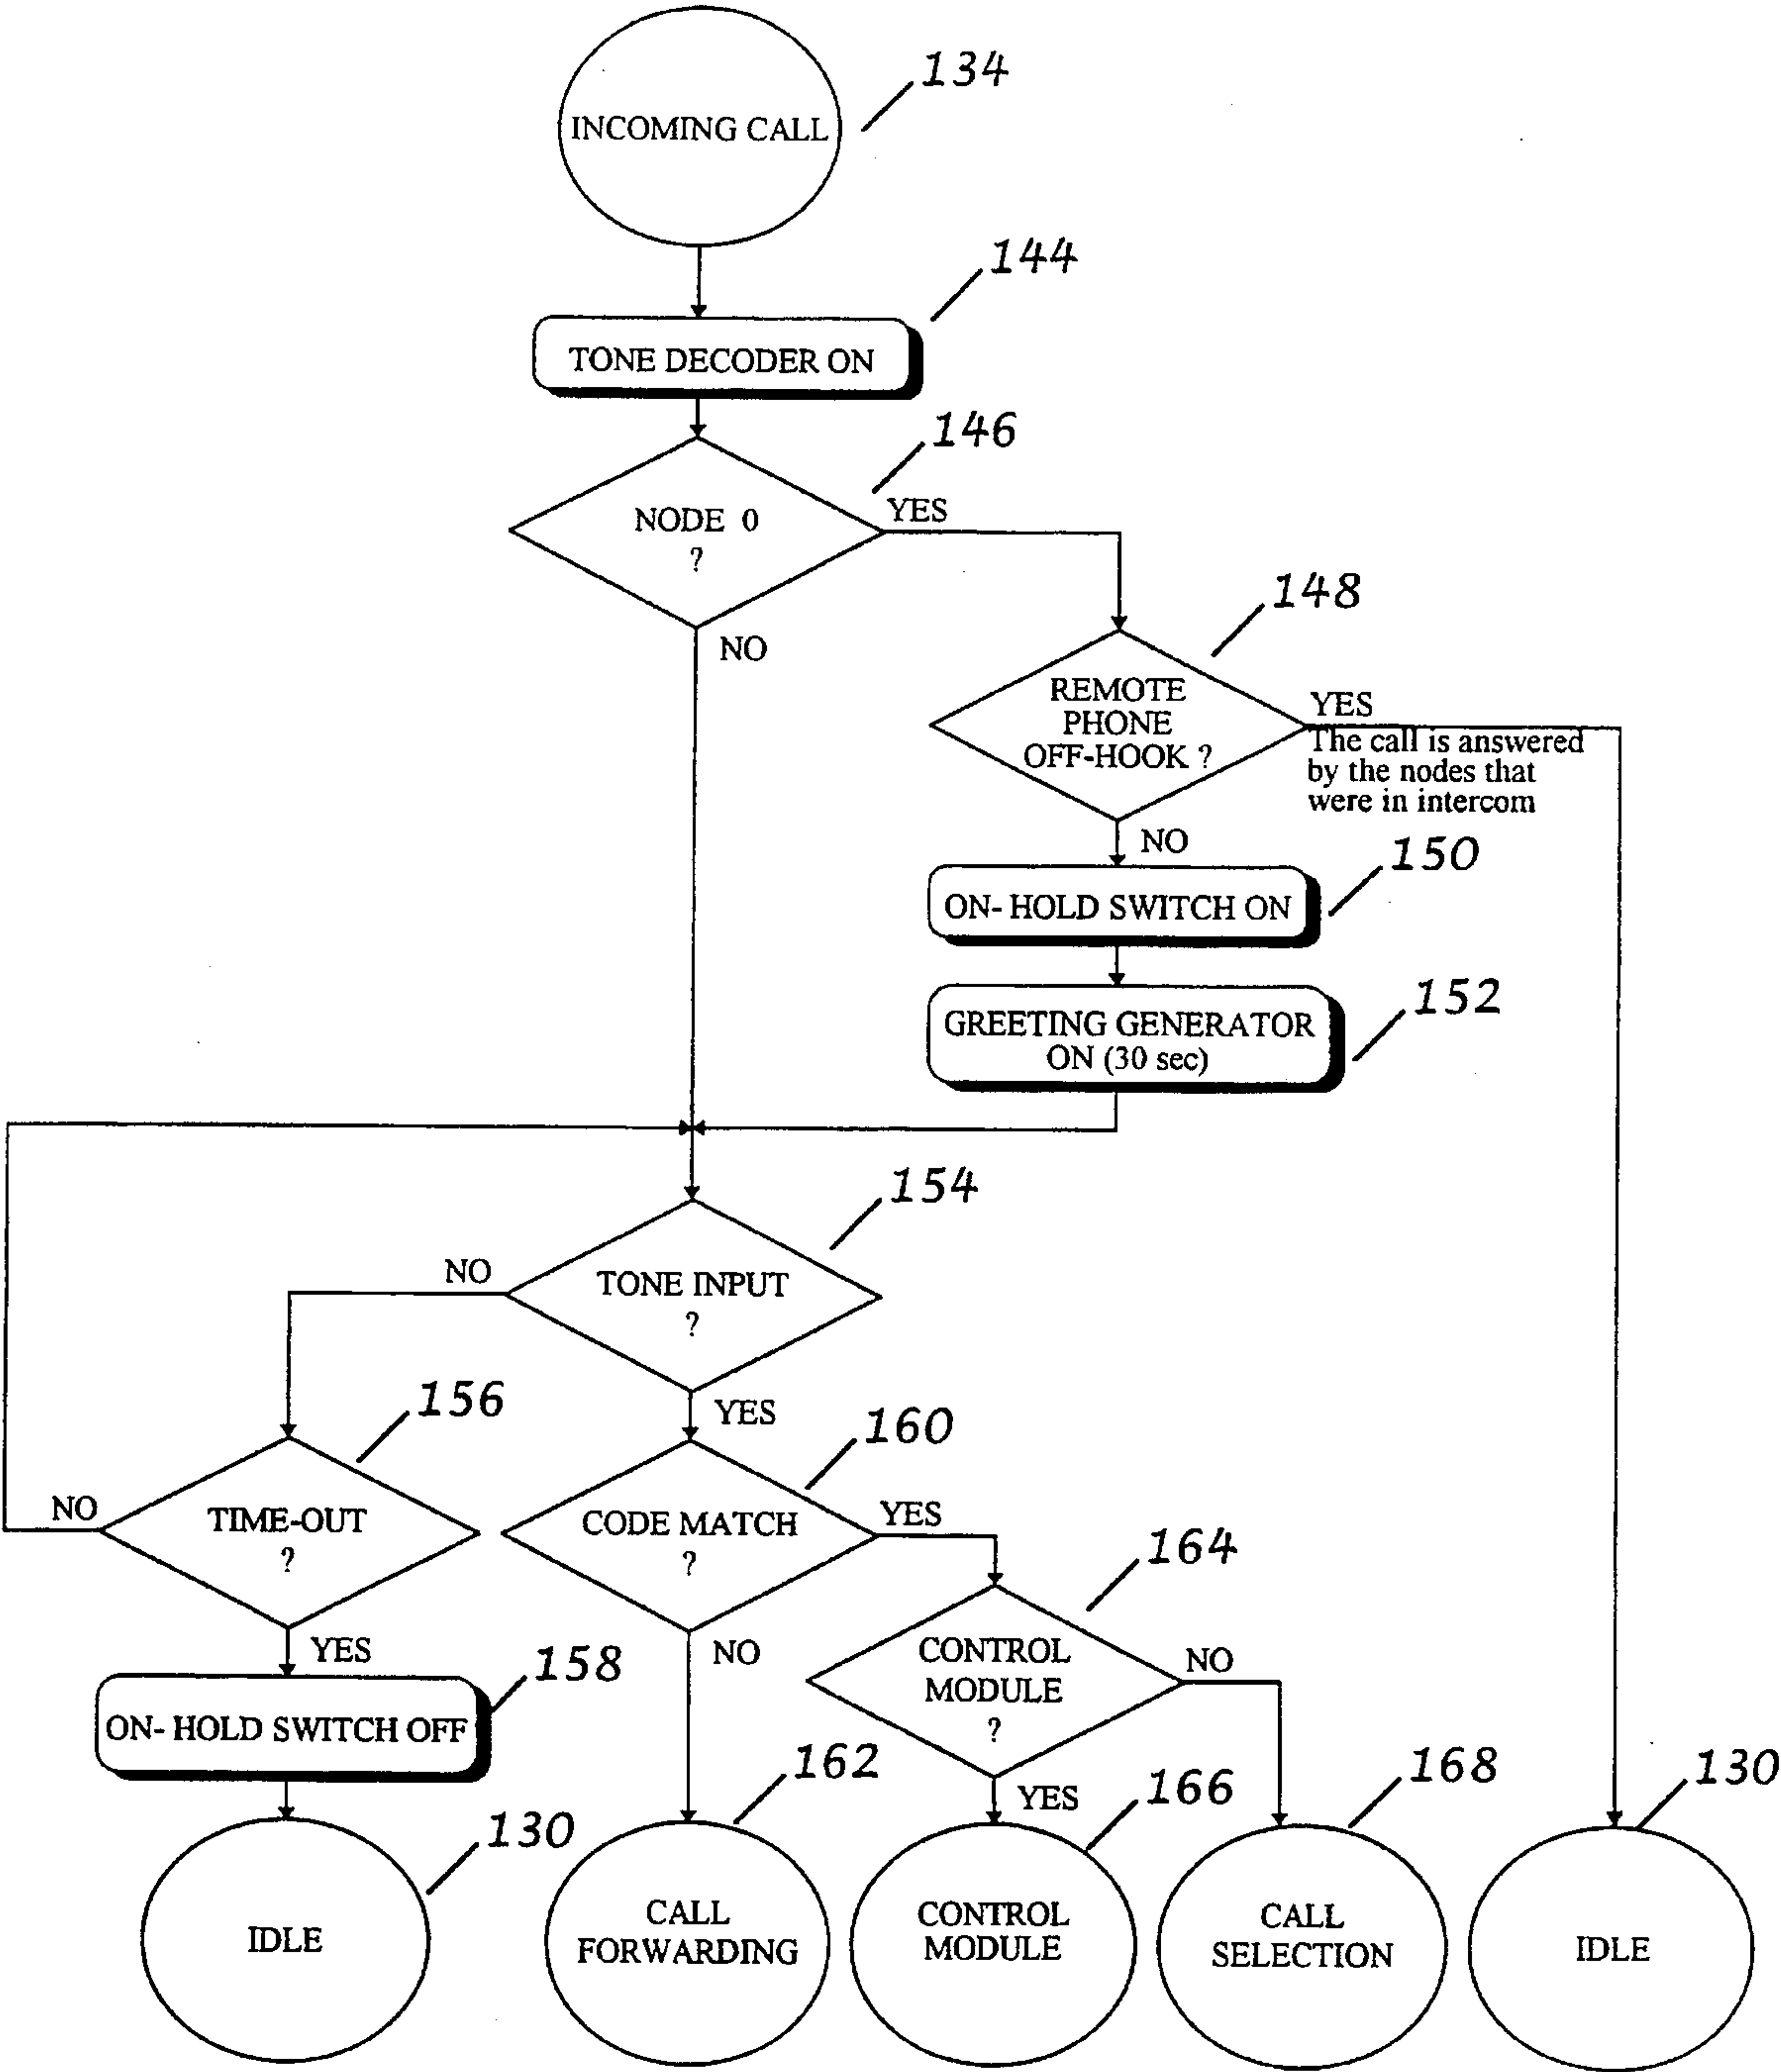 134
INCOMING CALL
144
TONE DECODER ON
146
YES
NODE 0
?
NO
148
REMOTE
PHONE
OFF-HOOK ?
YES
The call is answered
by the nodes that
were in intercom
NO
150
ON- HOLD SWITCH ON
152
GREETING GENERATOR
ON (30 sec)
154
NO
TONE INPUT
?
YES
156
NO
TIME-OUT
?
YES
160
YES
CODE MATCH
?
NO
164
CONTROL
MODULE
?
NO
YES
158
ON- HOLD SWITCH OFF
130
IDLE
162
CALL
FORWARDING
166
CONTROL
MODULE
168
CALL
SELECTION
130
IDLE